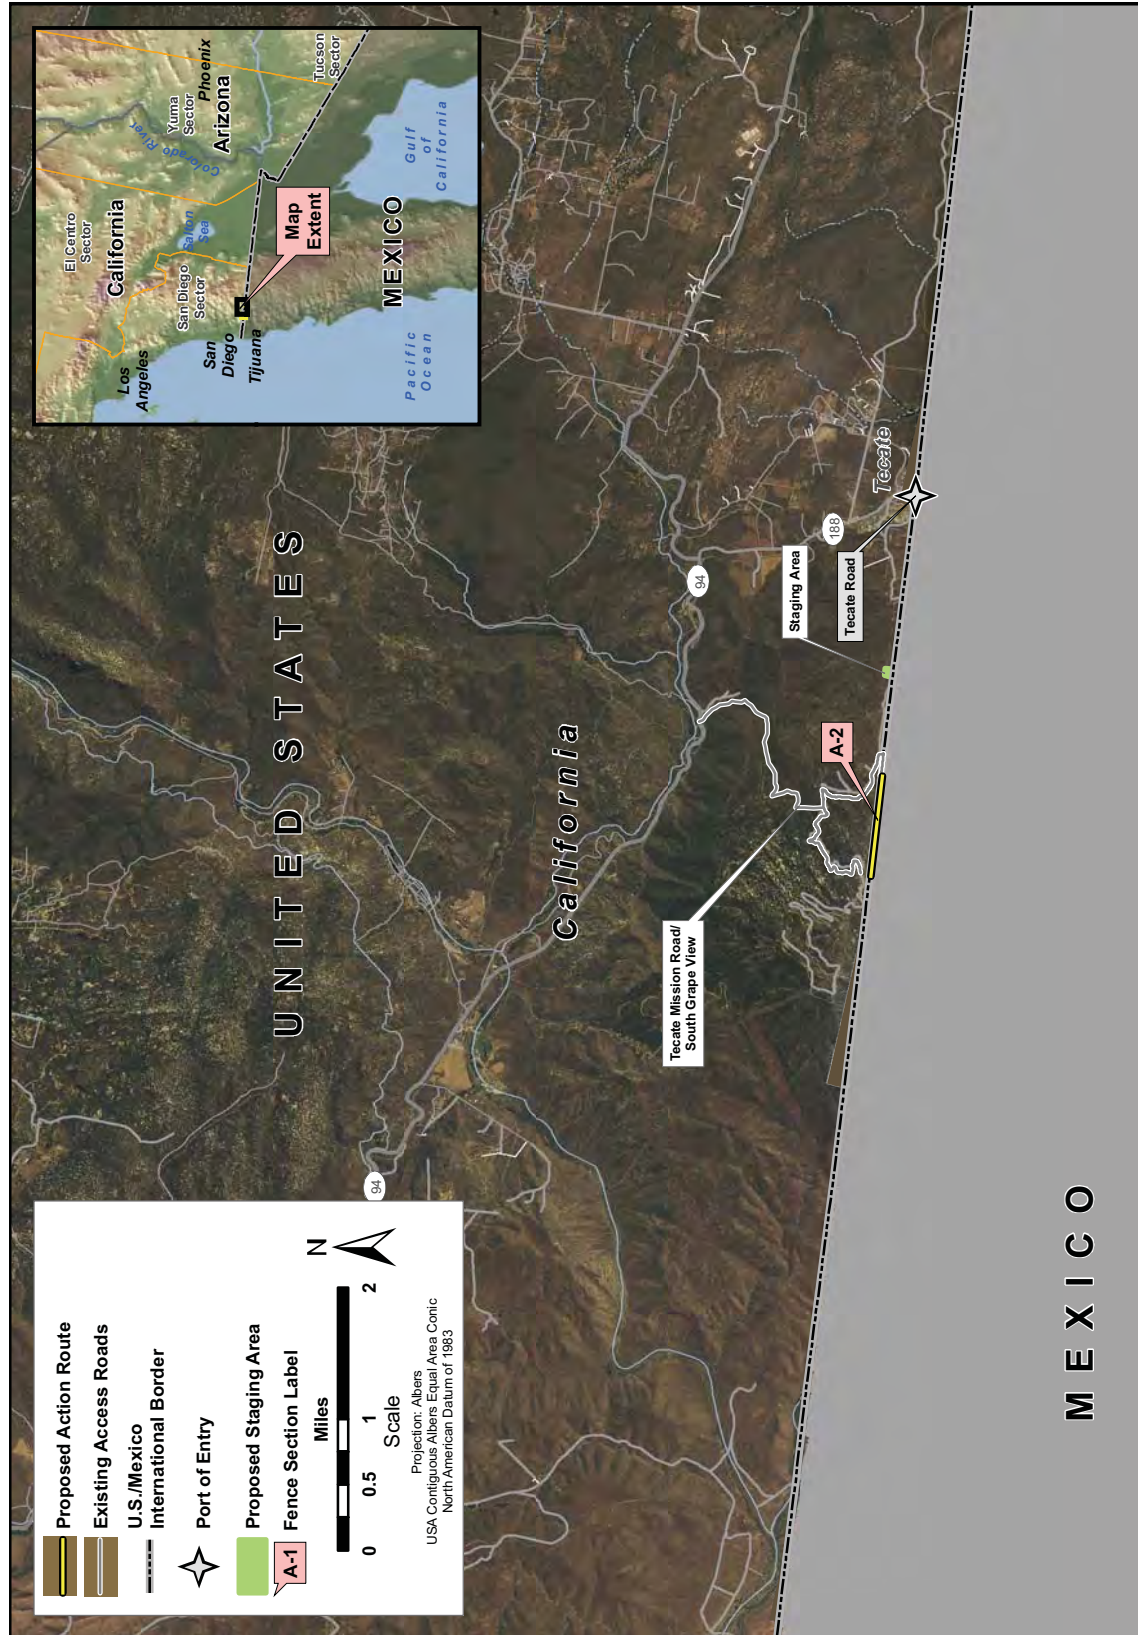 Proposed Action Route
Existing Access Roads
U.S./Mexico
International Border
Port of Entry
Proposed Staging Area
A-1
Fence Section Label
Miles
0
0.5
1
2
Scale
N
Projection: Albers
USA Contiguous Albers Equal Area Conic
North American Datum of 1983
UNITED STATES
California
94
94
188
Tecate
Staging Area
Tecate Road
A-2
Tecate Mission Road/
South Grape View
MEXICO
El Centro
Sector
California
Los
Angeles
San Diego
Sector
Salton
Sea
Colorado River
Yuma
Sector
Phoenix
Arizona
Tucson
Sector
San
Diego
Tijuana
Map
Extent
MEXICO
Pacific
Ocean
Gulf
of
California